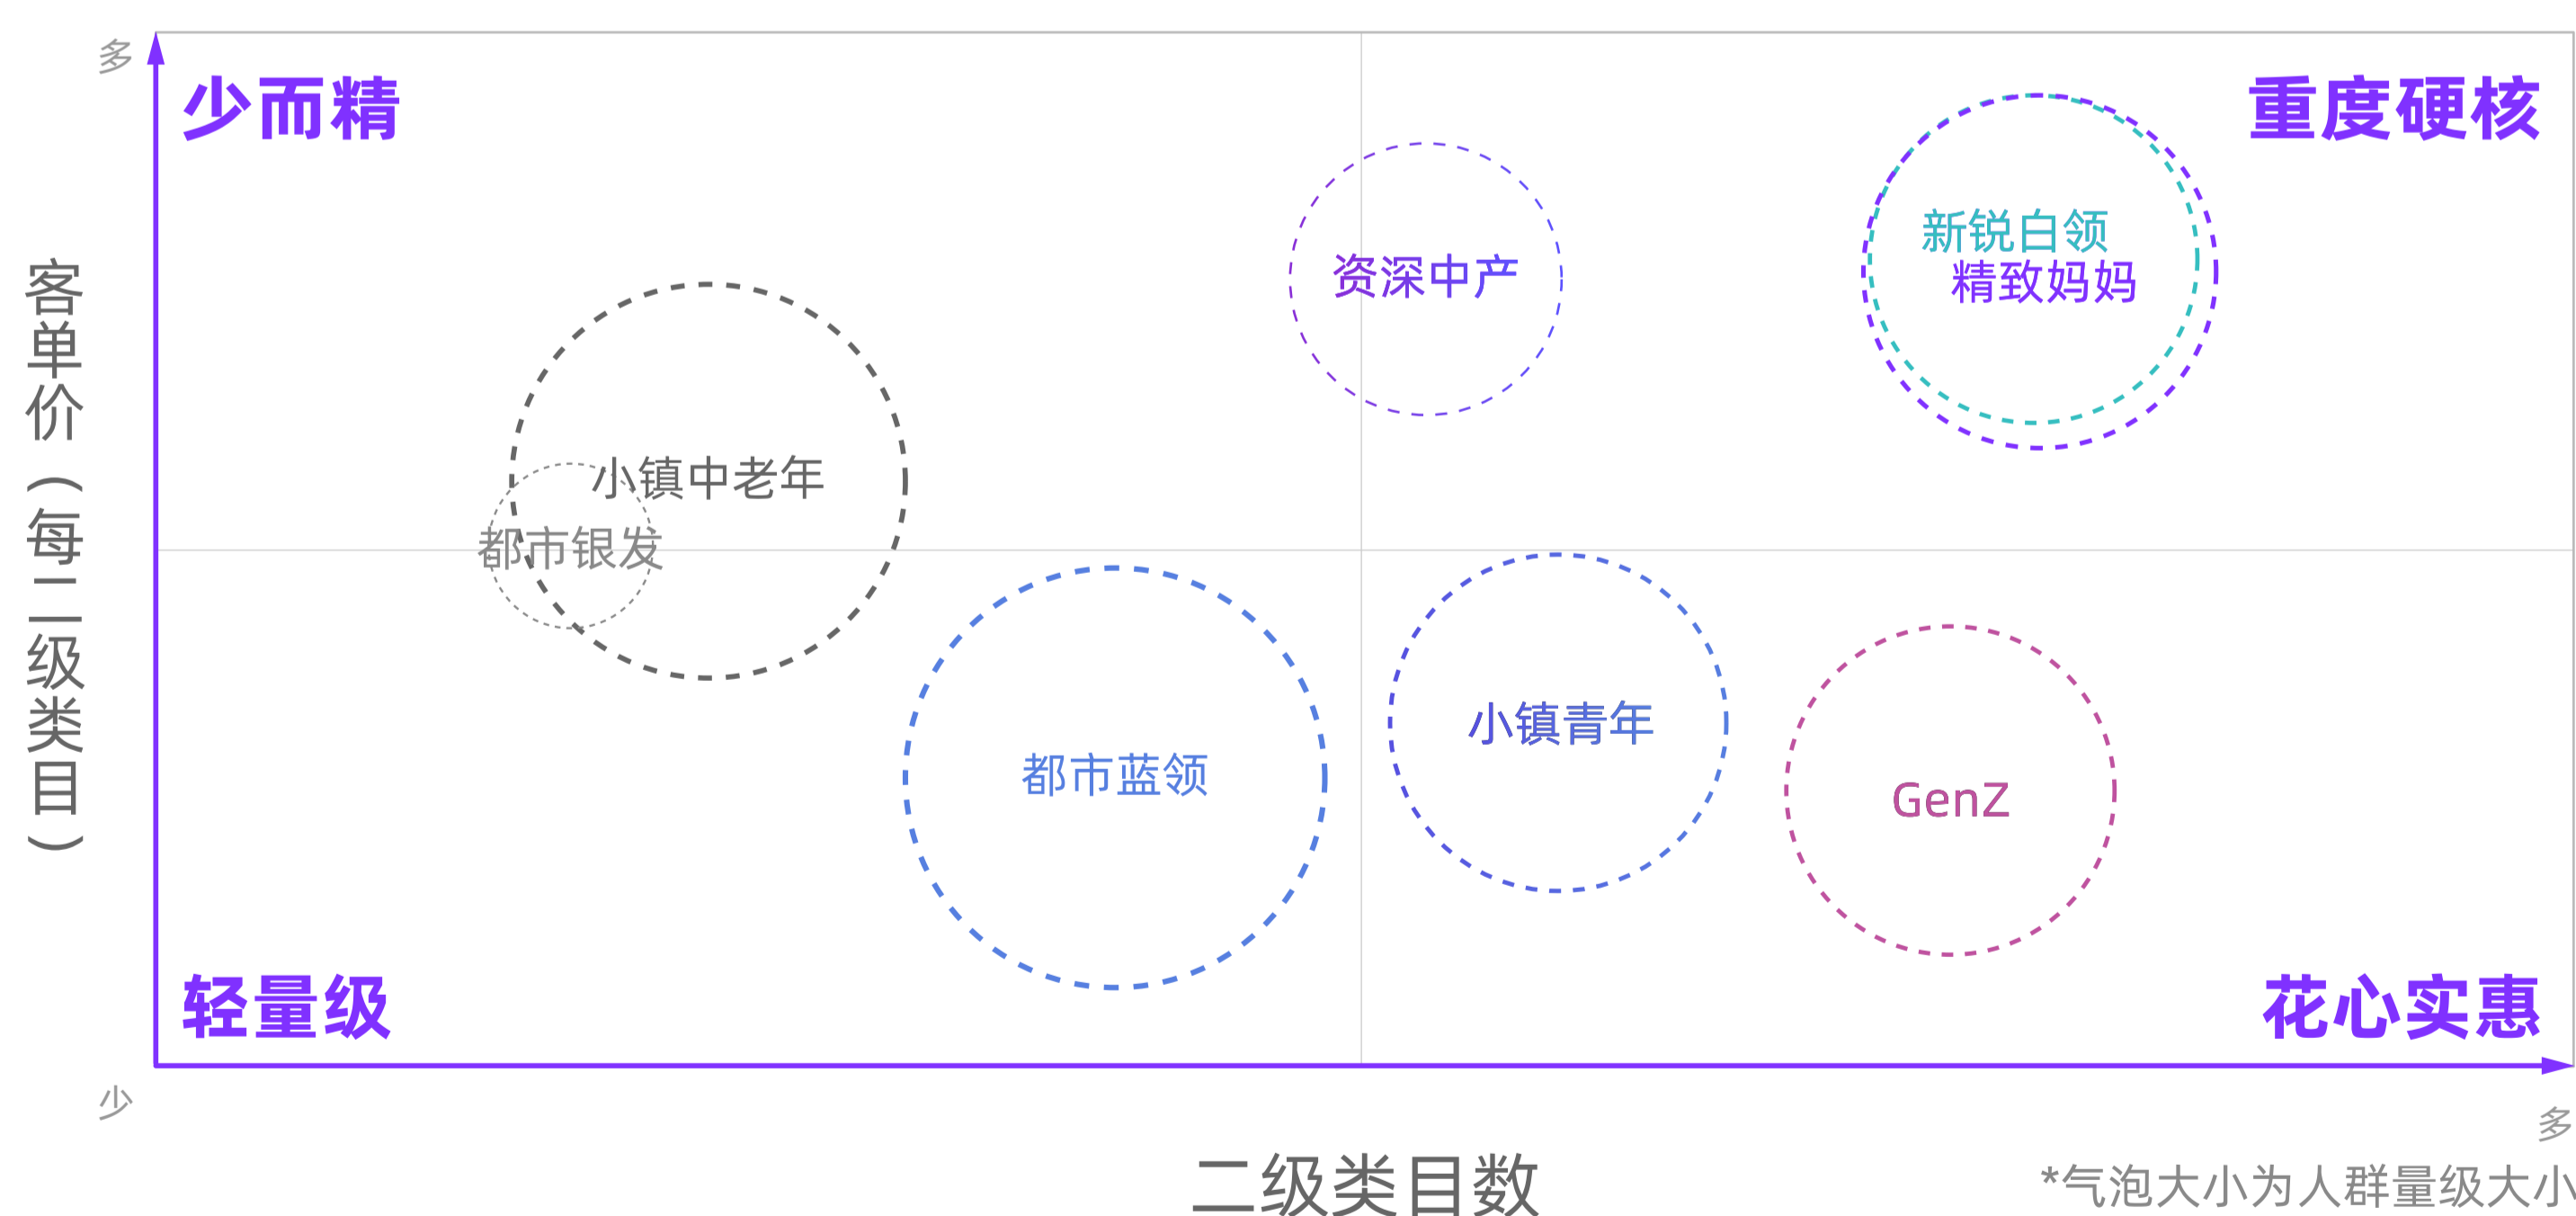 多
少而精
重度硬核
客单价（每二级类目）
新锐白领
精致妈妈
资深中产
小镇中老年
都市银发
小镇青年
都市蓝领
GenZ
轻量级
花心实惠
少
多
二级类目数
*气泡大小为人群量级大小